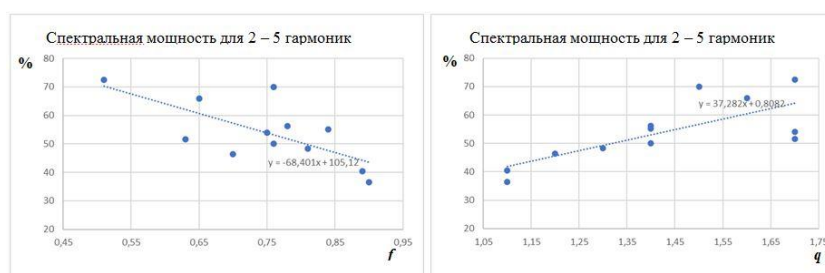 Спектральная мощность для 2 – 5 гармоник
%
80
70
60
50
40
30
20
y = -68,401x + 105,12
0,45 0,55 0,65 0,75 0,85 0,95
f
Спектральная мощность для 2 – 5 гармоник
%
80
70
60
50
40
30
20
y = 37,282x + 0,8082
1,05 1,15 1,25 1,35 1,45 1,55 1,65 1,75
q